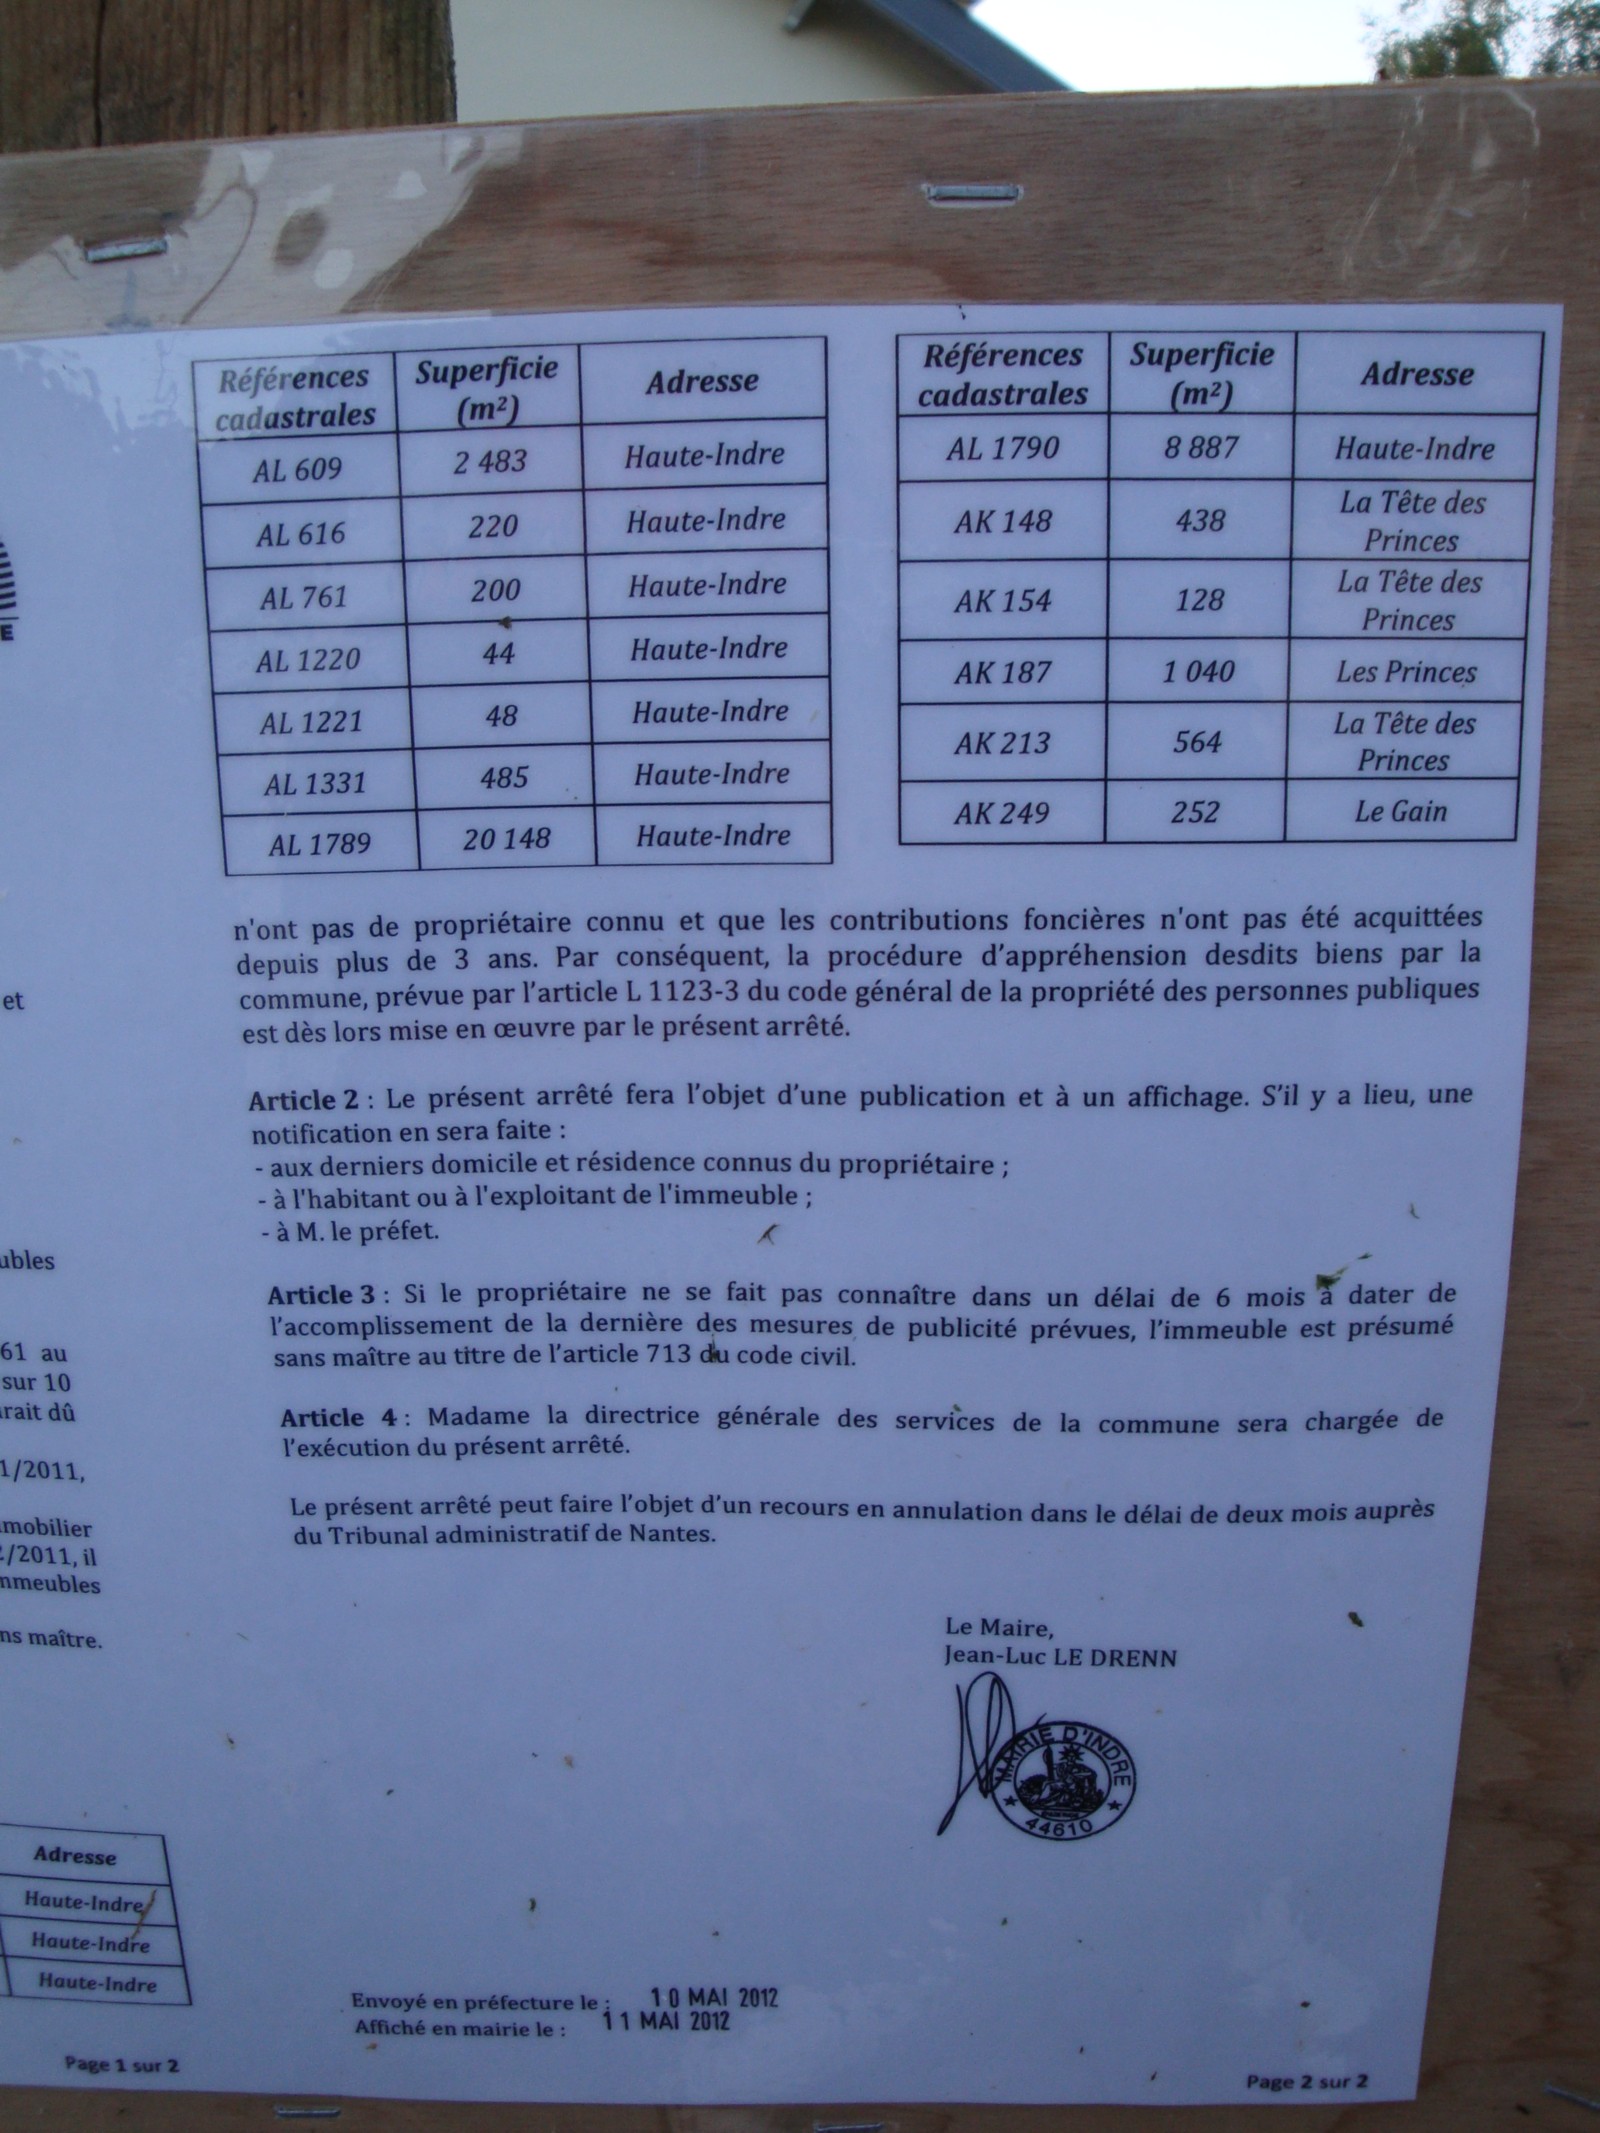 E
et
ubles
61 au
sur 10
rait dû
1/2011,
mobilier
2/2011, il
mmeubles
ns maître.
Adresse
Haute-Indre
Haute-Indre
Haute-Indre
Page 1 sur 2
Références cadastrales Superficie (m²) Adresse
AL 609 2 483 Haute-Indre
AL 616 220 Haute-Indre
AL 761 200 Haute-Indre
AL 1220 44 Haute-Indre
AL 1221 48 Haute-Indre
AL 1331 485 Haute-Indre
AL 1789 20 148 Haute-Indre
Références cadastrales Superficie (m²) Adresse
AL 1790 8 887 Haute-Indre
AK 148 438 La Tête des Princes
AK 154 128 La Tête des Princes
AK 187 1 040 Les Princes
AK 213 564 La Tête des Princes
AK 249 252 Le Gain
n'ont pas de propriétaire connu et que les contributions foncières n'ont pas été acquittées
depuis plus de 3 ans. Par conséquent, la procédure d'appréhension desdits biens par la
commune, prévue par l'article L 1123-3 du code général de la propriété des personnes publiques
est dès lors mise en œuvre par le présent arrêté.
Article 2 : Le présent arrêté fera l'objet d'une publication et à un affichage. S'il y a lieu, une
notification en sera faite :
- aux derniers domicile et résidence connus du propriétaire ;
- à l'habitant ou à l'exploitant de l'immeuble ;
- à M. le préfet.
Article 3 : Si le propriétaire ne se fait pas connaître dans un délai de 6 mois à dater de
l'accomplissement de la dernière des mesures de publicité prévues, l'immeuble est présumé
sans maître au titre de l'article 713 du code civil.
Article 4 : Madame la directrice générale des services de la commune sera chargée de
l'exécution du présent arrêté.
Le présent arrêté peut faire l'objet d'un recours en annulation dans le délai de deux mois auprès
du Tribunal administratif de Nantes.
Le Maire,
Jean-Luc LE DRENN
MAIRIE D'INDRE
44610
Envoyé en préfecture le : 10 MAI 2012
Affiché en mairie le : 11 MAI 2012
Page 2 sur 2